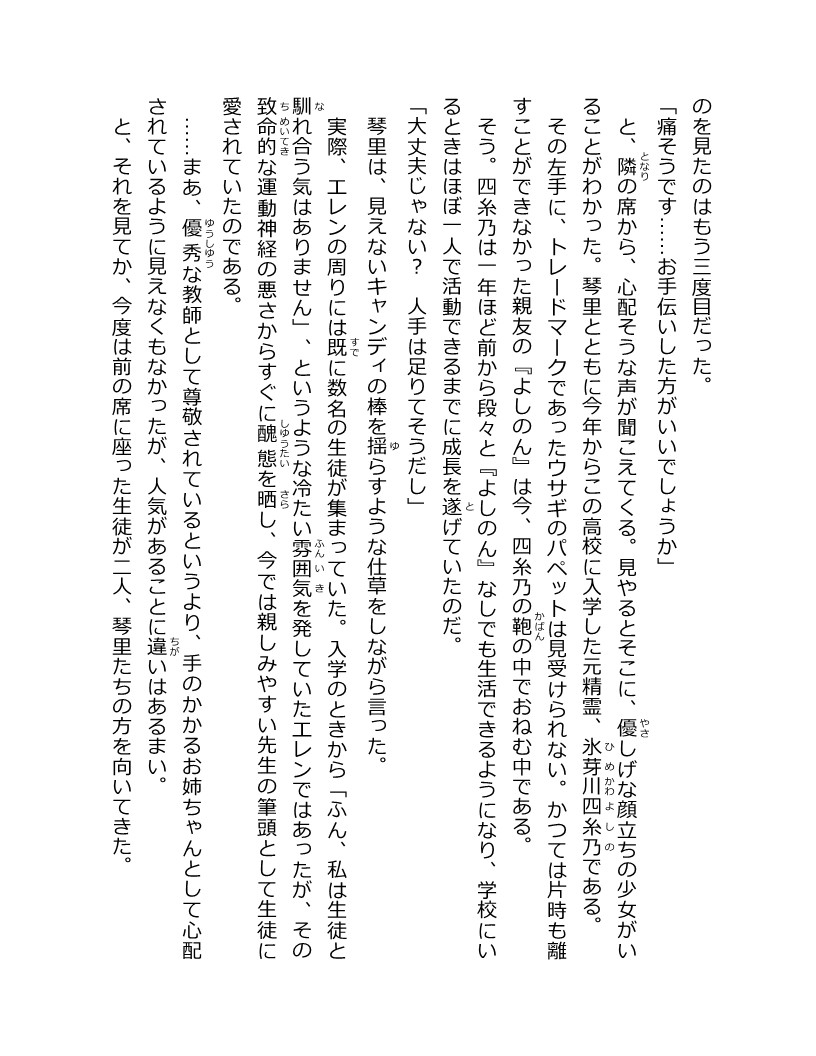 のを見たのはもう三度目だった。
「痛そうです……お手伝いした方がいいでしょうか」
と、隣の席から、心配そうな声が聞こえてくる。見やるとそこに、優しげな顔立ちの少女がい
ることがわかった。琴里とともに今年からこの高校に入学した元精霊、氷芽川四糸乃である。
その左手に、トレードマークであったウサギのパペットは見受けられない。かつては片時も離
すことができなかった親友の『よしのん』は今、四糸乃の鞄の中でおねむ中である。
そう。四糸乃は一年ほど前から段々と『よしのん』なしでも生活できるようになり、学校にい
るときはほぼ一人で活動できるまでに成長を遂げていたのだ。
「大丈夫じゃない？　人手は足りてそうだし」
琴里は、見えないキャンディの棒を揺らすような仕草をしながら言った。
実際、エレンの周りには既に数名の生徒が集まっていた。入学のときから「ふん、私は生徒と
馴れ合う気はありません」、というような冷たい雰囲気を発していたエレンではあったが、その
致命的な運動神経の悪さからすぐに醜態を晒し、今では親しみやすい先生の筆頭として生徒に
愛されていたのである。
……まあ、優秀な教師として尊敬されているというより、手のかかるお姉ちゃんとして心配
されているように見えなくもなかったが、人気があることに違いはあるまい。
と、それを見てか、今度は前の席に座った生徒が二人、琴里たちの方を向いてきた。